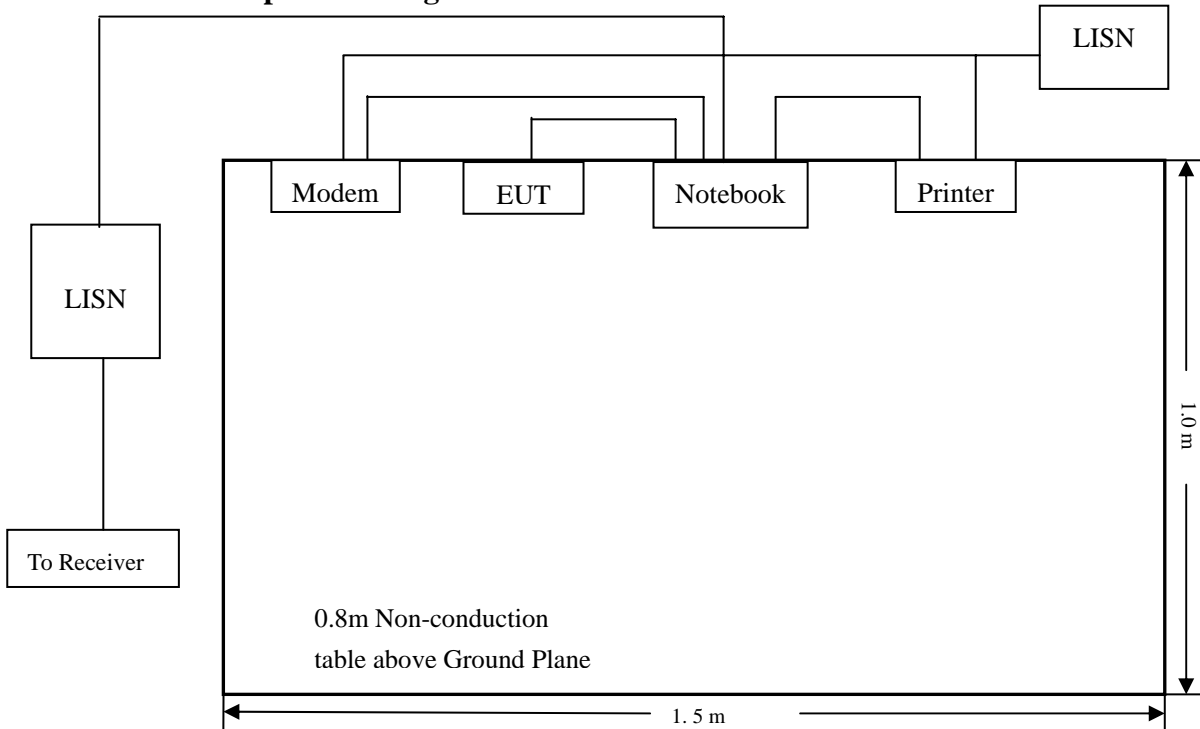 LISN
Modem
EUT
Notebook
Printer
LISN
1.0 m
To Receiver
0.8m Non-conduction
table above Ground Plane
1. 5 m